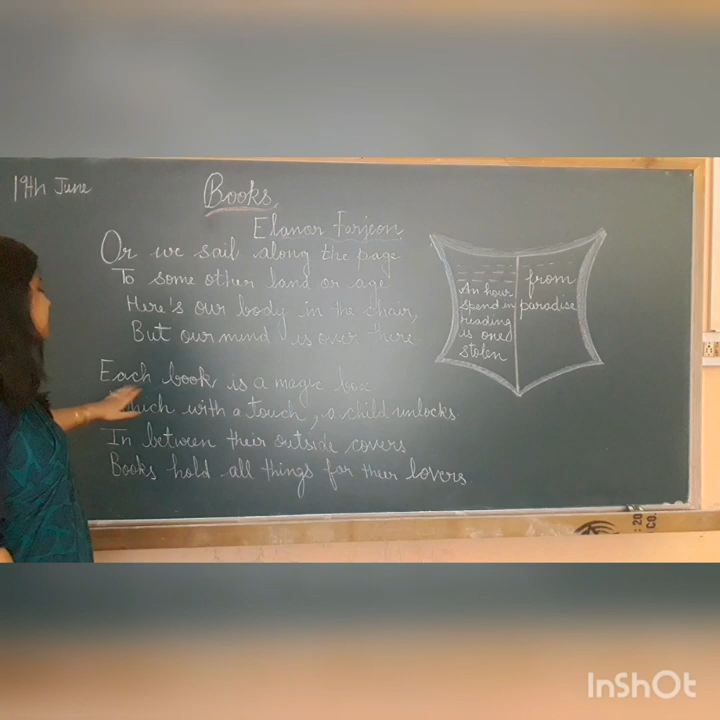 19th June
Books
Elanor Farjeon
Or we sail along the page
To some other land or age
Here's our body in the chair,
But our mind is over there.
Each book is a magic box
which with a touch, a child unlocks
In between their outside covers
Books hold all things for their lovers
An hour
Spend in
reading
is one
stolen
from
paradise
: 20
CO.
InShOt